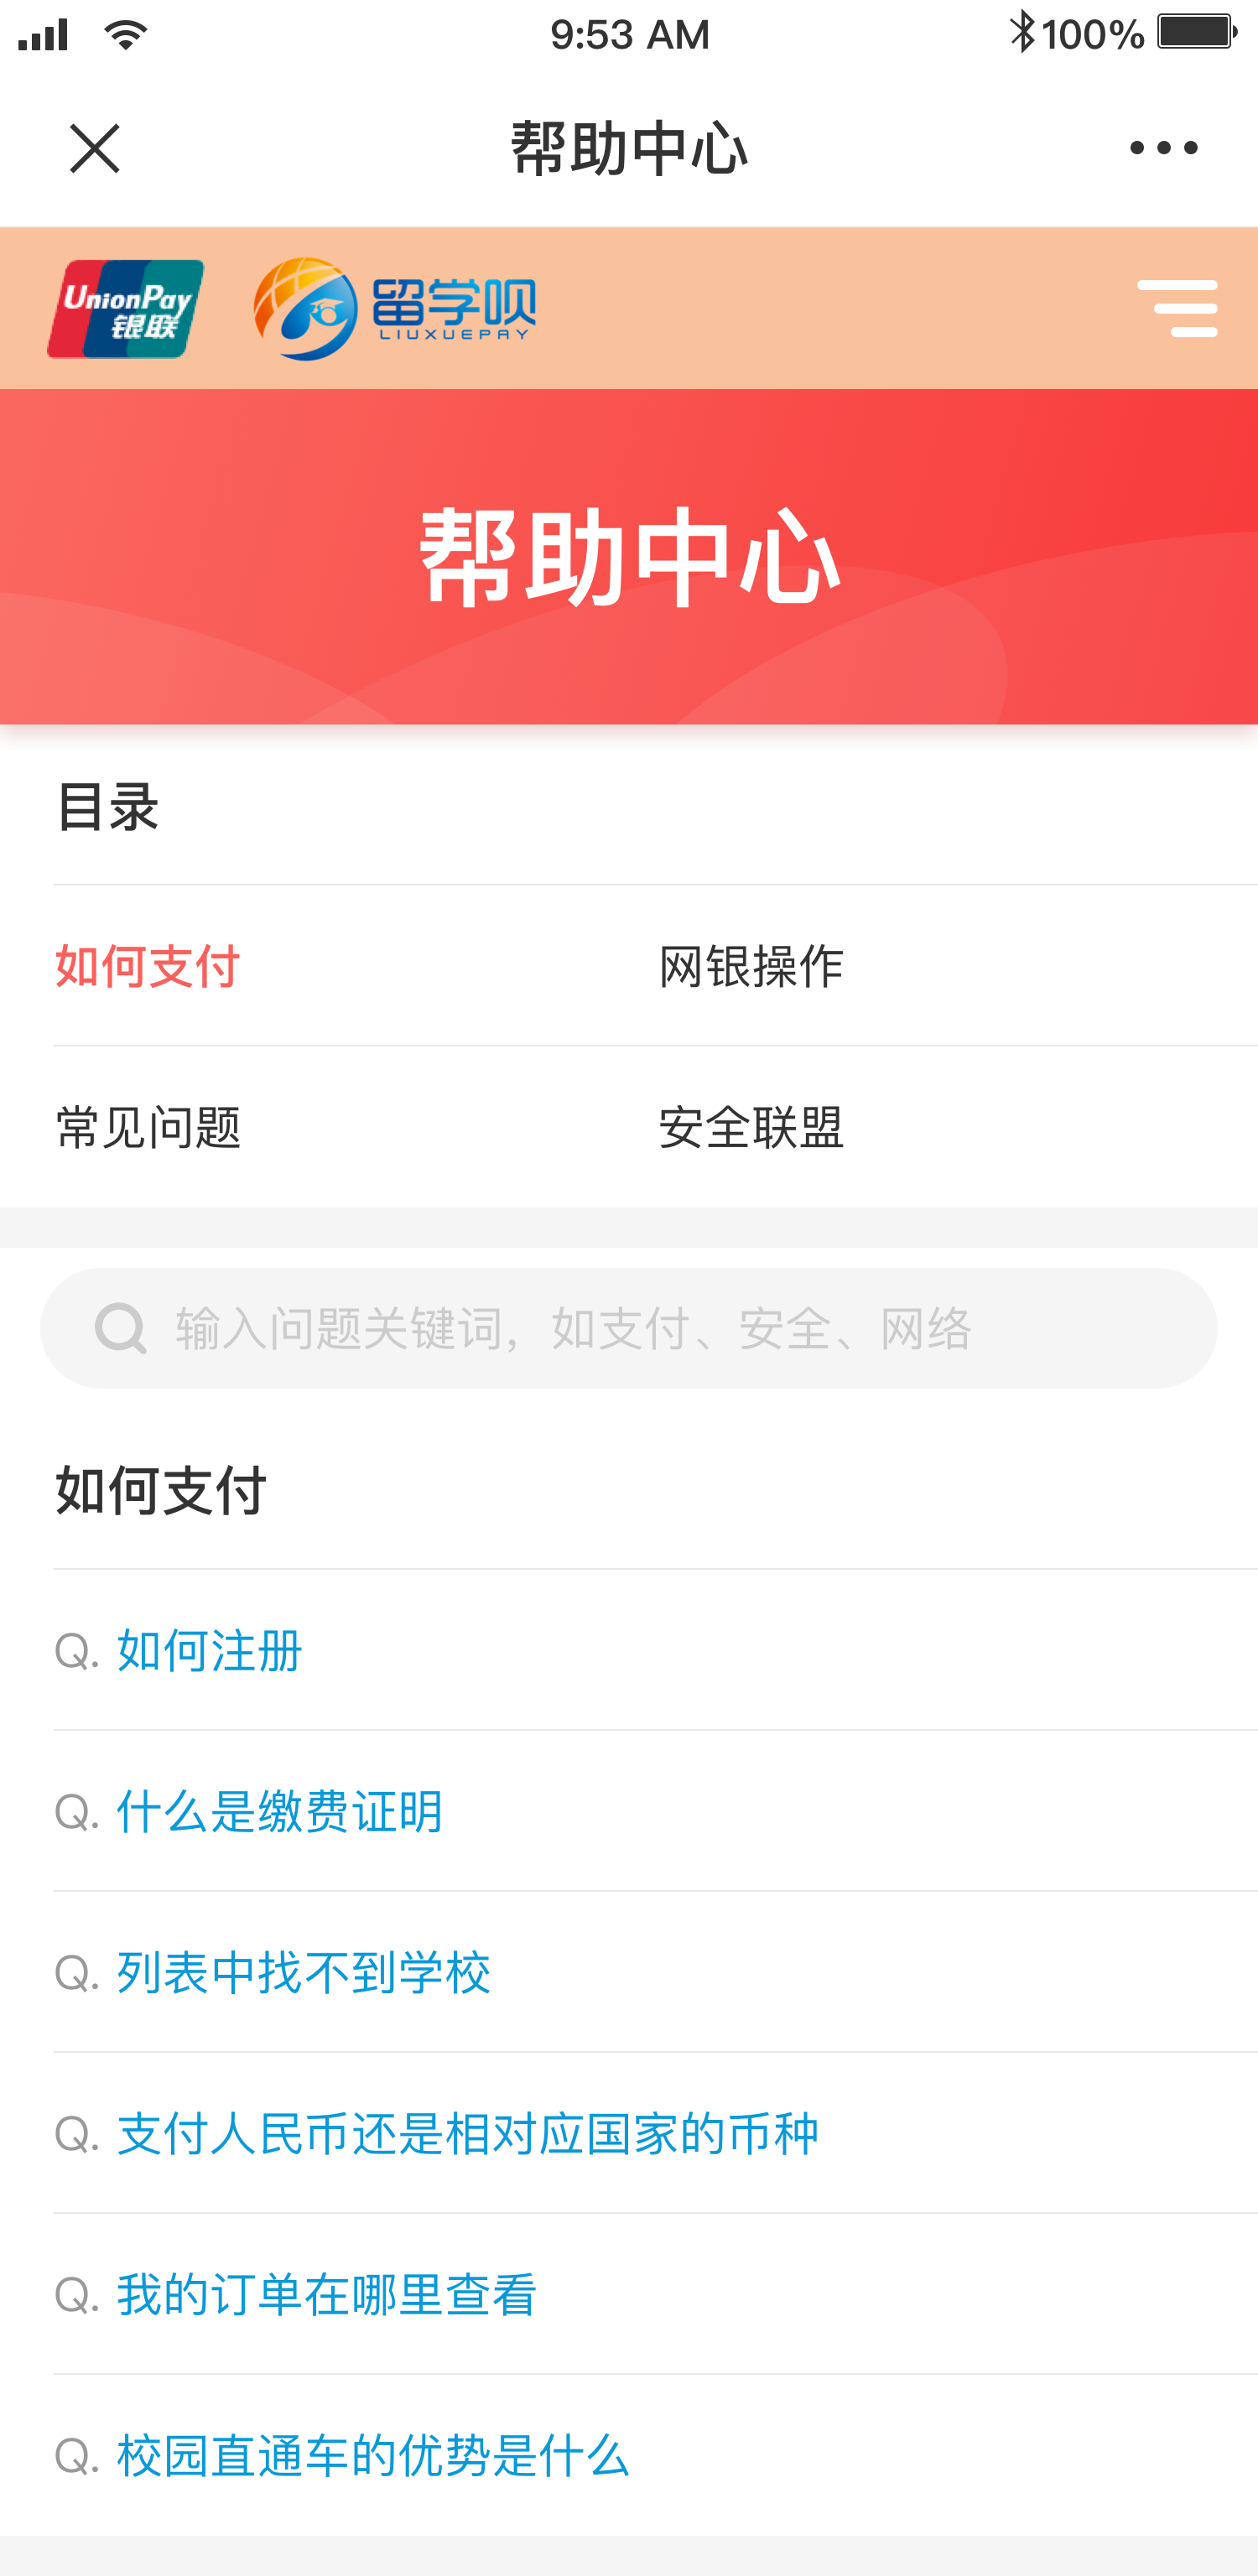 9:53 AM
100%
帮助中心
UnionPay
银联
留学呗
LIUXUEPAY
帮助中心
目录
如何支付
网银操作
常见问题
安全联盟
输入问题关键词，如支付、安全、网络
如何支付
Q. 如何注册
Q. 什么是缴费证明
Q. 列表中找不到学校
Q. 支付人民币还是相对应国家的币种
Q. 我的订单在哪里查看
Q. 校园直通车的优势是什么